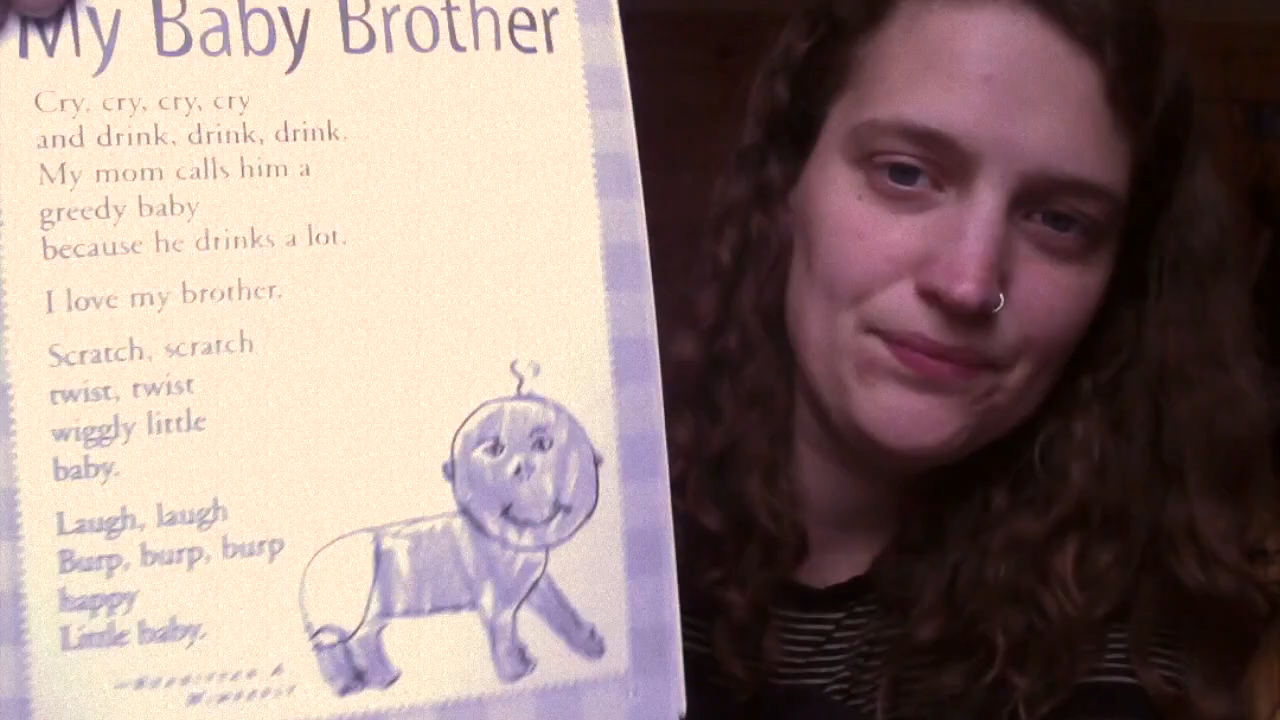 My Baby Brother
Cry, cry, cry, cry
and drink, drink, drink.
My mom calls him a
greedy baby
because he drinks a lot.
I love my brother.
Scratch, scratch
twist, twist
wiggly little
baby.
Laugh, laugh
Burp, burp, burp
happy
Little baby.